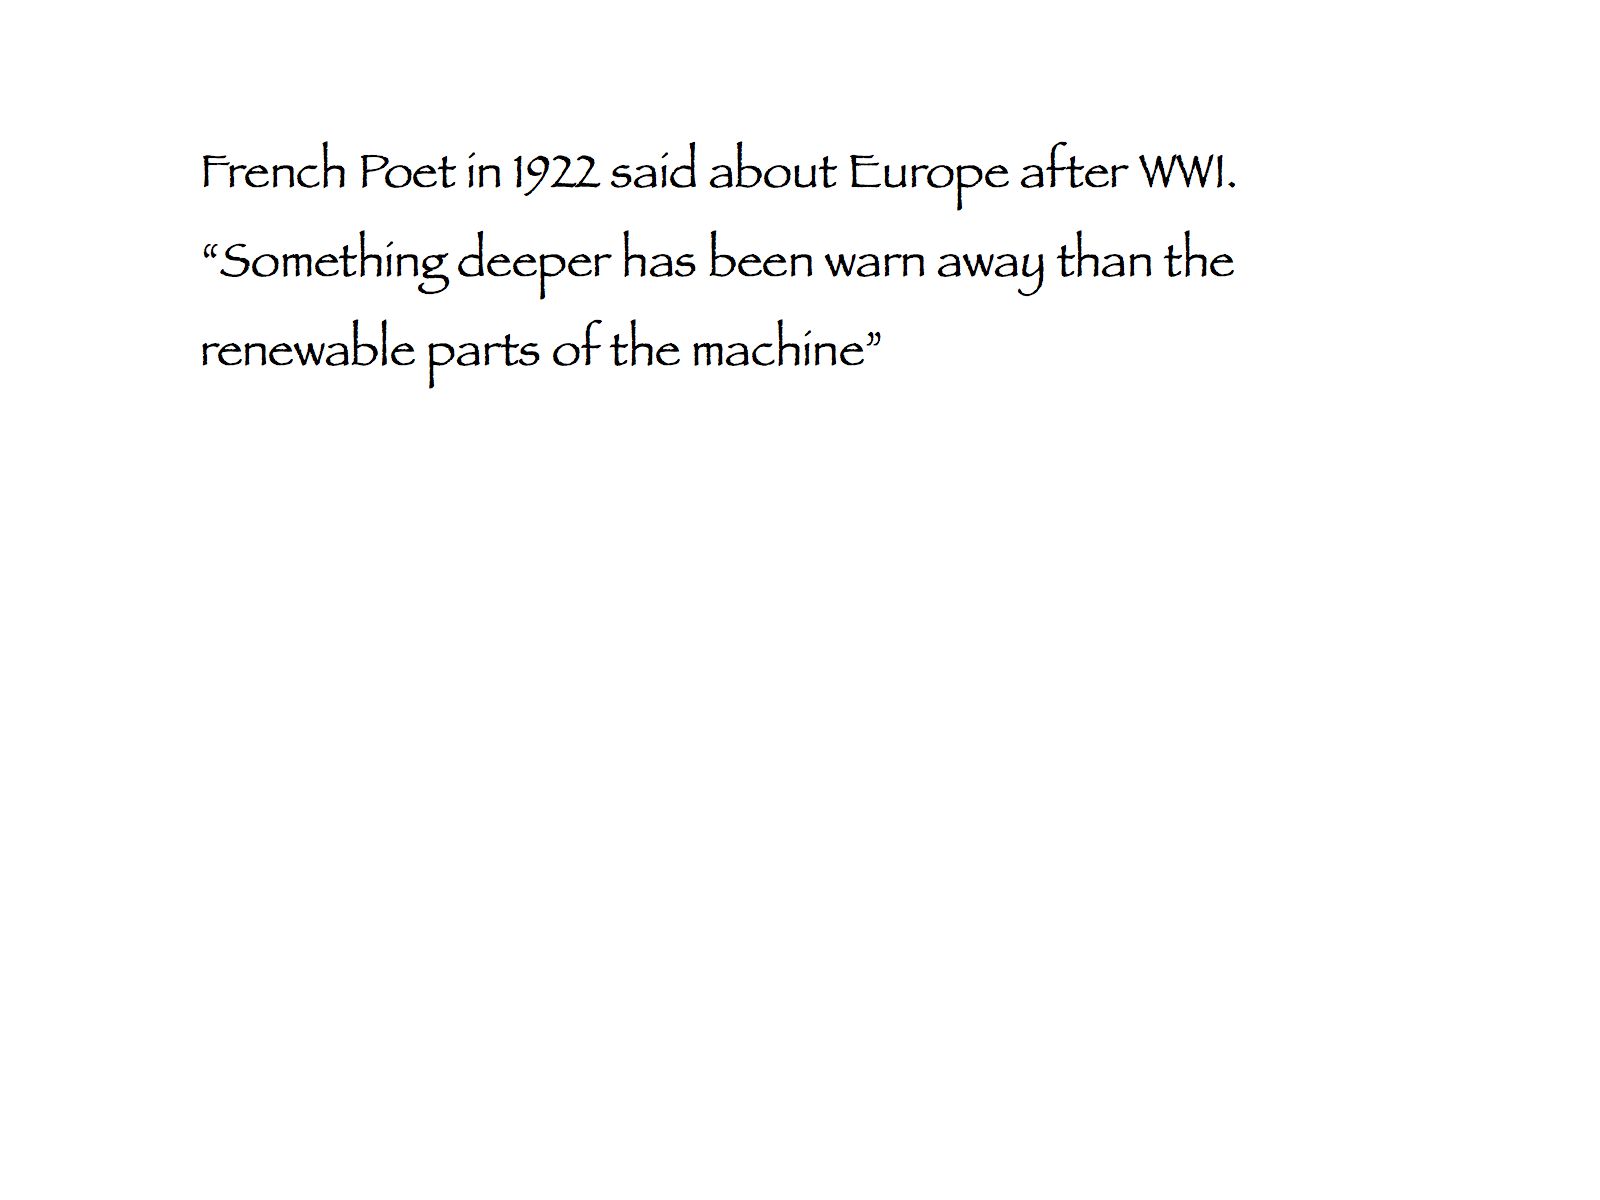 French Poet in 1922 said about Europe after WWI.
“Something deeper has been warn away than the
renewable parts of the machine”